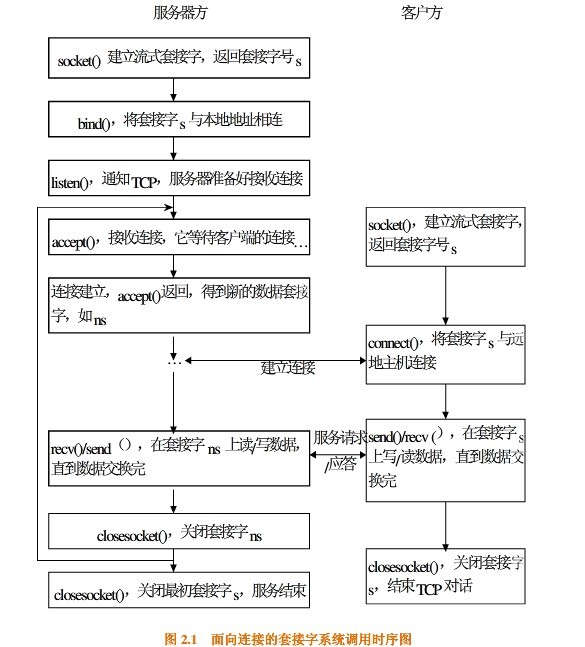 服务器方
客户方
socket() 建立流式套接字，返回套接字号 s
bind()，将套接字 s 与本地地址相连
listen()，通知 TCP，服务器准备好接收连接
accept()，接收连接，它等待客户端的连接…
连接建立，accept()返回，得到新的数据套接
字，如 ns
…
recv()/send（），在套接字 ns 上读/写数据，
直到数据交换完
closesocket()，关闭套接字 ns
closesocket()，关闭最初套接字 s，服务结束
建立连接
服务请求
/应答
socket()，建立流式套接字，
返回套接字号 s
connect()，将套接字 s 与远
地主机连接
send()/recv (），在套接字 s
上写/读数据，直到数据交
换完
closesocket()，关闭套接字
s，结束 TCP 对话
图 2.1 面向连接的套接字系统调用时序图